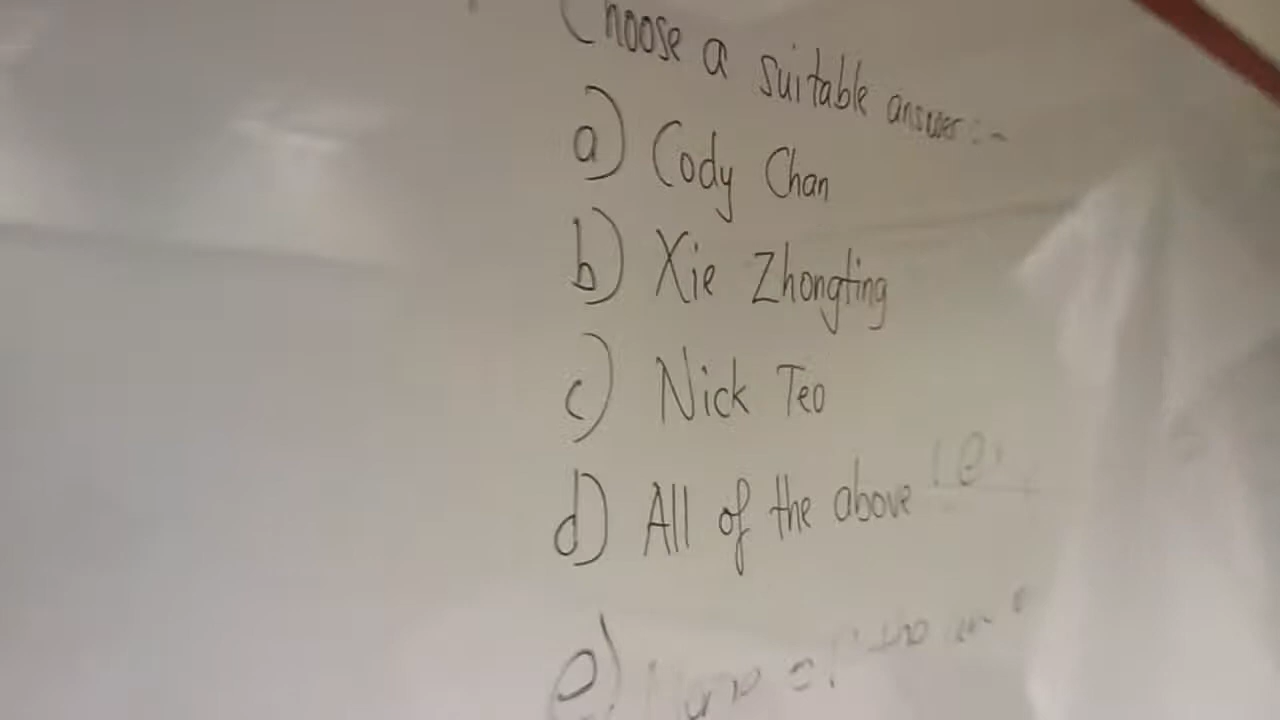 Choose a suitable answer:-
a) Cody Chan
b) Xie Zhongting
c) Nick Teo
d) All of the above
e)